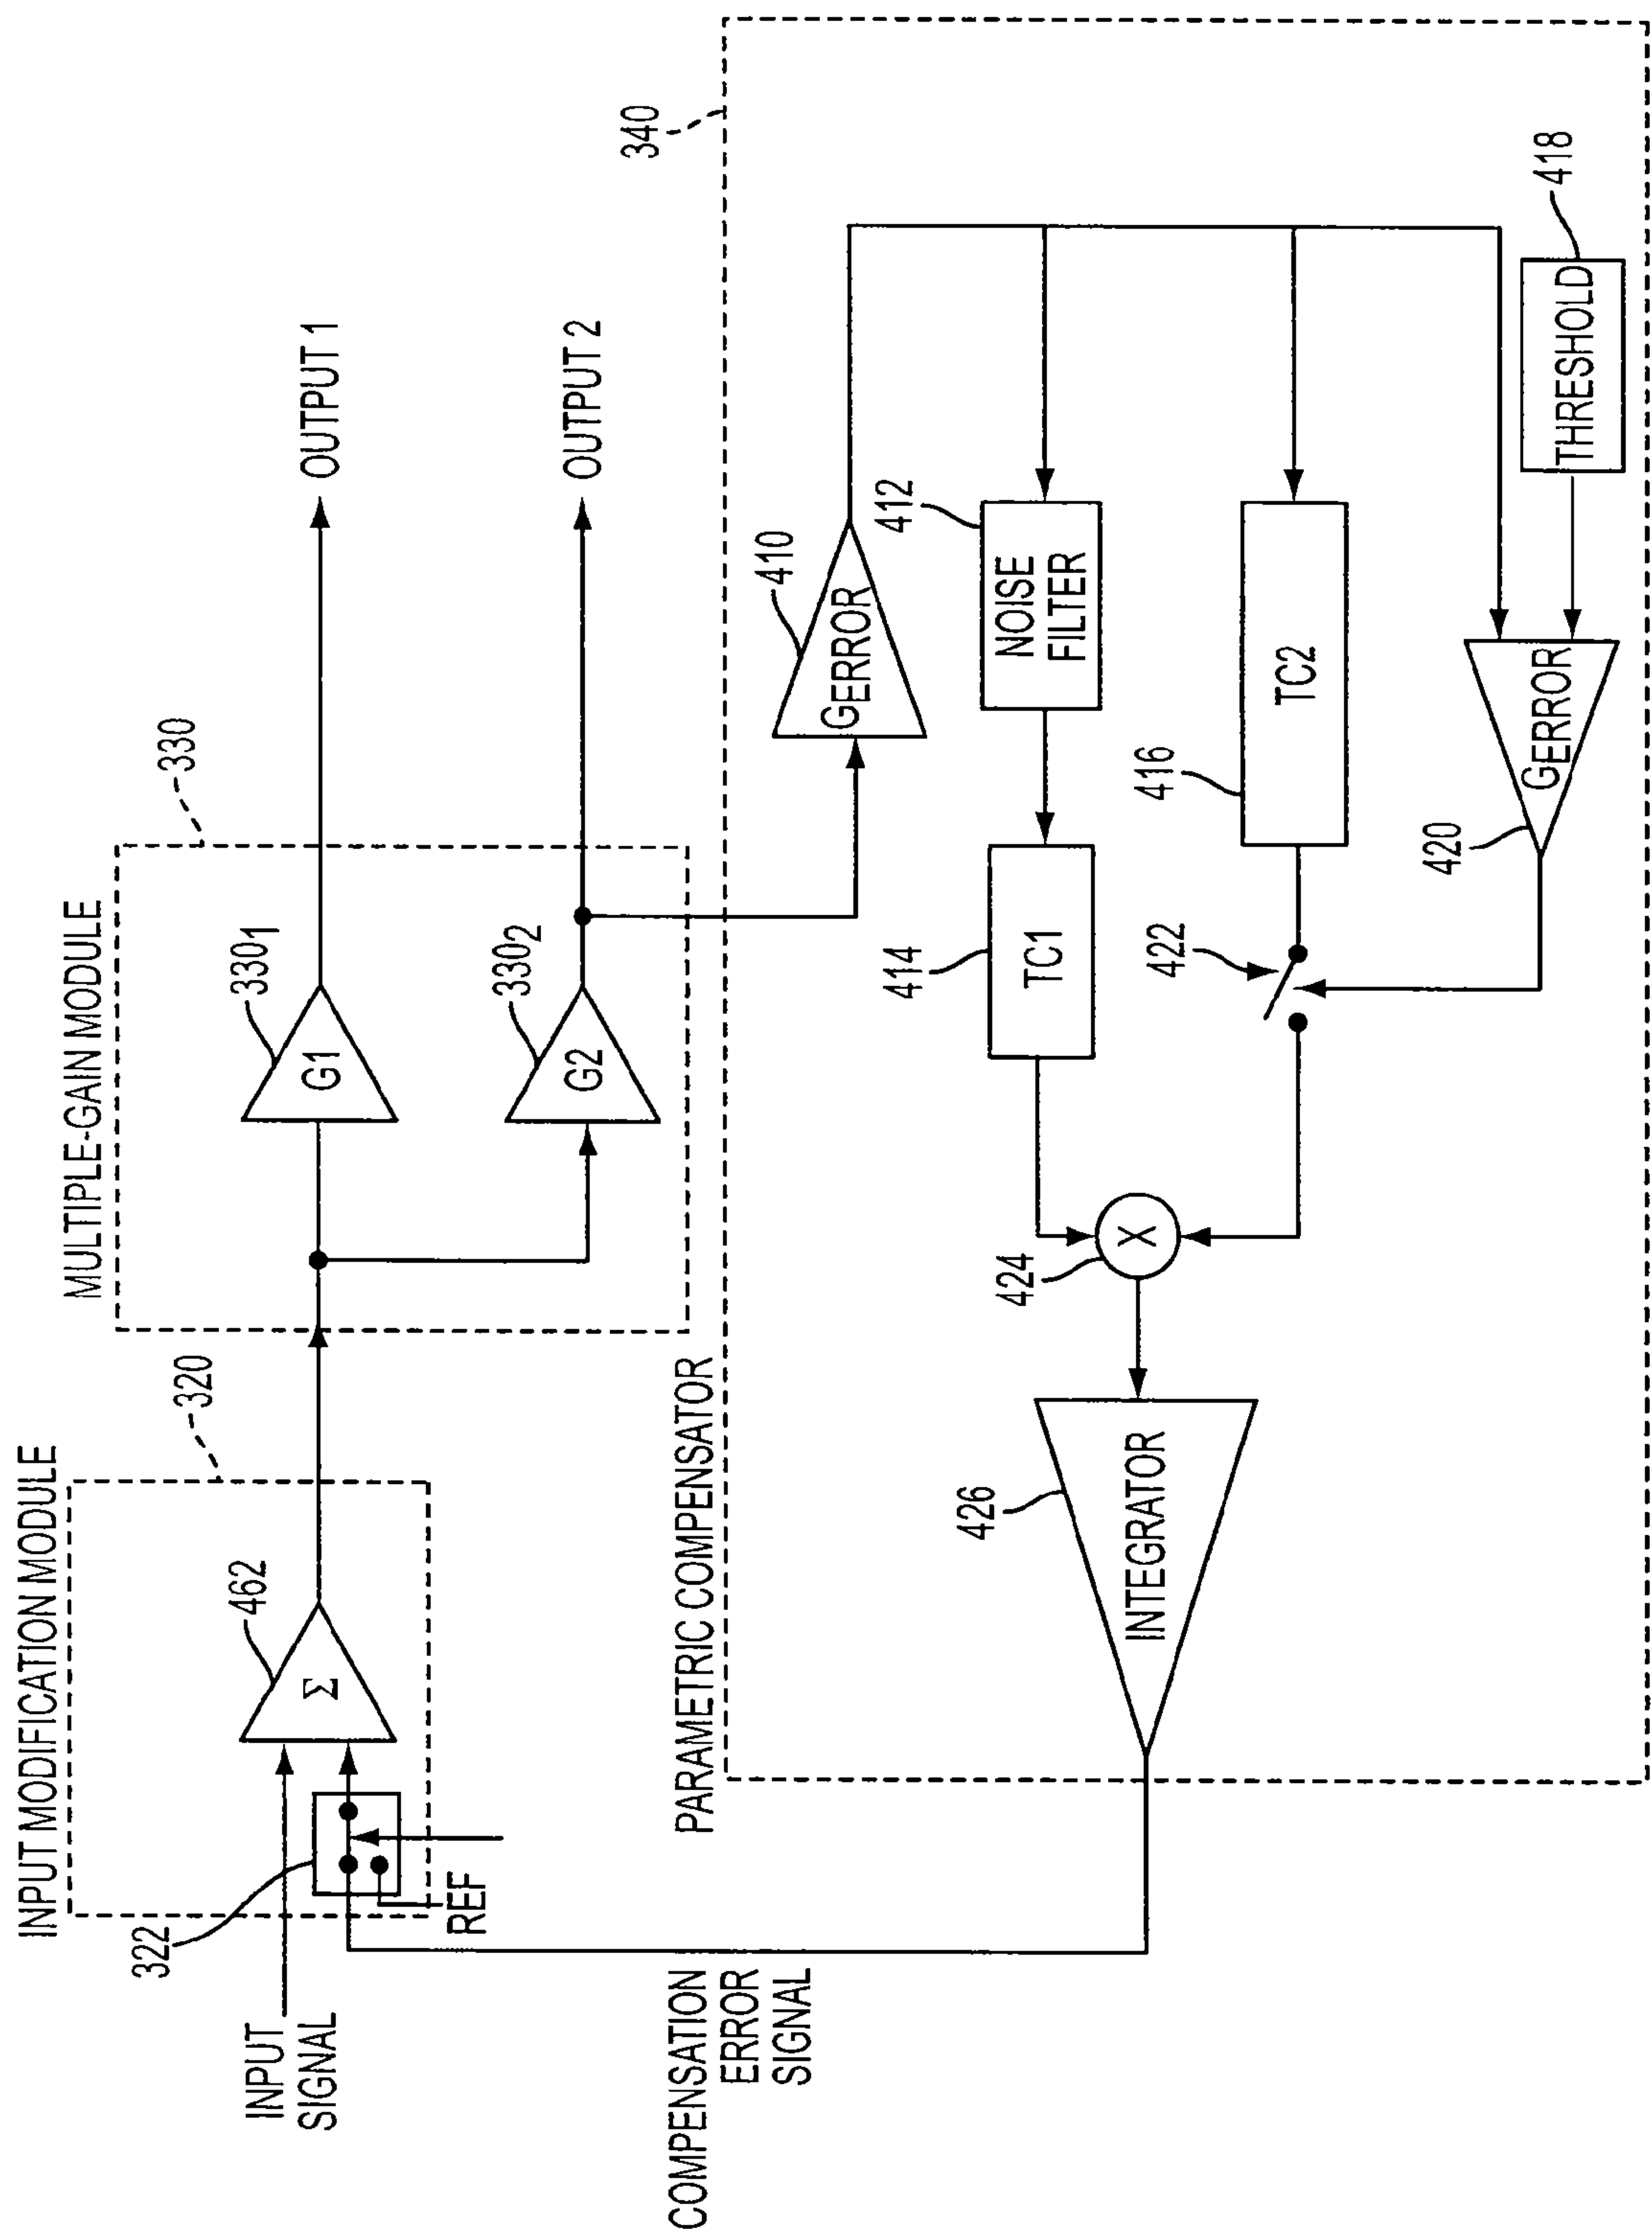 INPUT MODIFICATION MODULE
320
MULTIPLE-GAIN MODULE
330
462
Σ
322
REF
INPUT
SIGNAL
330₁
G1
OUTPUT 1
330₂
G2
OUTPUT 2
COMPENSATION
ERROR
SIGNAL
PARAMETRIC COMPENSATOR
340
410
GERROR
412
NOISE
FILTER
414
TC1
416
TC2
418
THRESHOLD
420
GERROR
422
424
X
426
INTEGRATOR